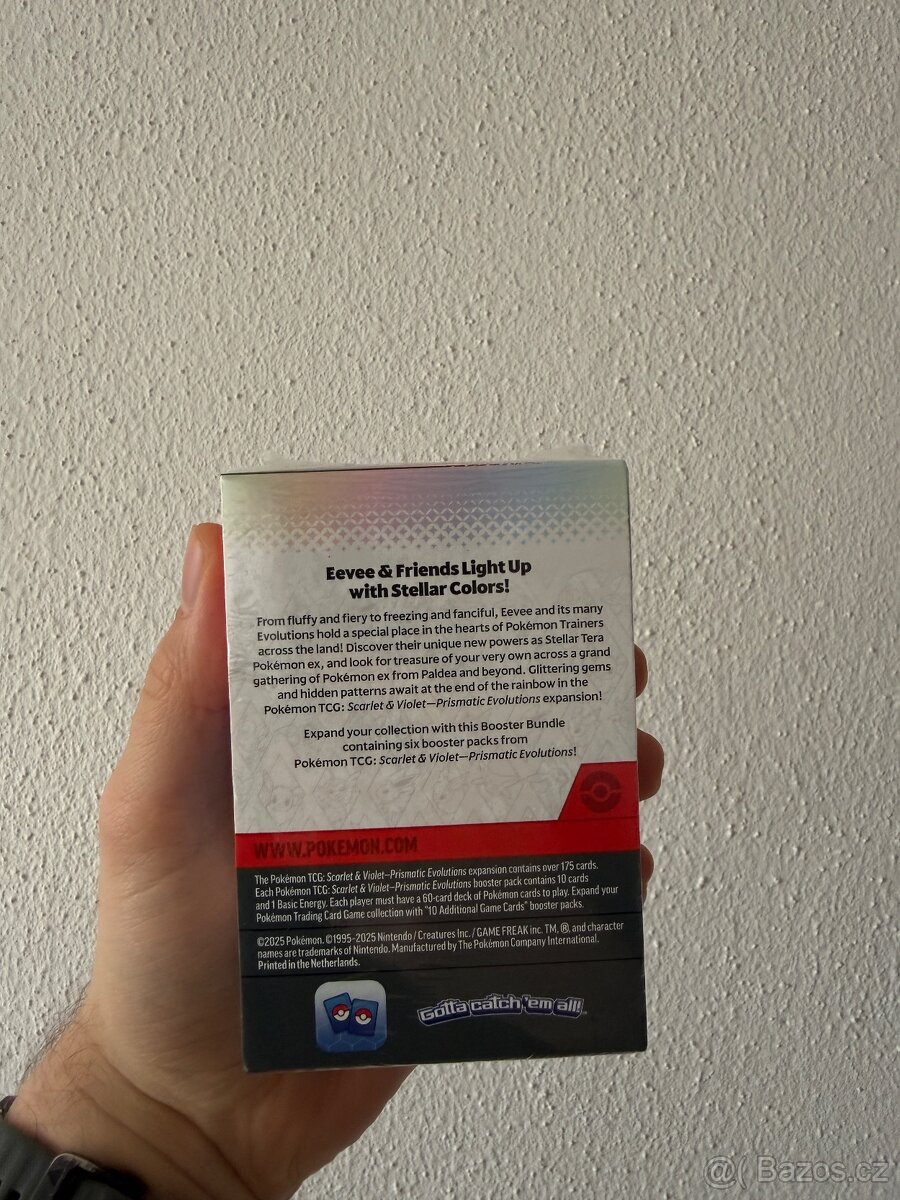 Eevee & Friends Light Up
with Stellar Colors!
From fluffy and fiery to freezing and fanciful, Eevee and its many
Evolutions hold a special place in the hearts of Pokémon Trainers
across the land! Discover their unique new powers as Stellar Tera
Pokémon ex, and look for treasure of your very own across a grand
gathering of Pokémon ex from Paldea and beyond. Glittering gems
and hidden patterns await at the end of the rainbow in the
Pokémon TCG: Scarlet & Violet—Prismatic Evolutions expansion!
Expand your collection with this Booster Bundle
containing six booster packs from
Pokémon TCG: Scarlet & Violet—Prismatic Evolutions!
WWW.POKEMON.COM
The Pokémon TCG: Scarlet & Violet—Prismatic Evolutions expansion contains over 175 cards.
Each Pokémon TCG: Scarlet & Violet—Prismatic Evolutions booster pack contains 10 cards
and 1 Basic Energy. Each player must have a 60-card deck of Pokémon cards to play. Expand your
Pokémon Trading Card Game collection with "10 Additional Game Cards" booster packs.
©2025 Pokémon. ©1995-2025 Nintendo / Creatures Inc. / GAME FREAK inc. TM, ®, and character
names are trademarks of Nintendo. Manufactured by The Pokémon Company International.
Printed in the Netherlands.
Gotta catch 'em all!™
@( Bazos.cz